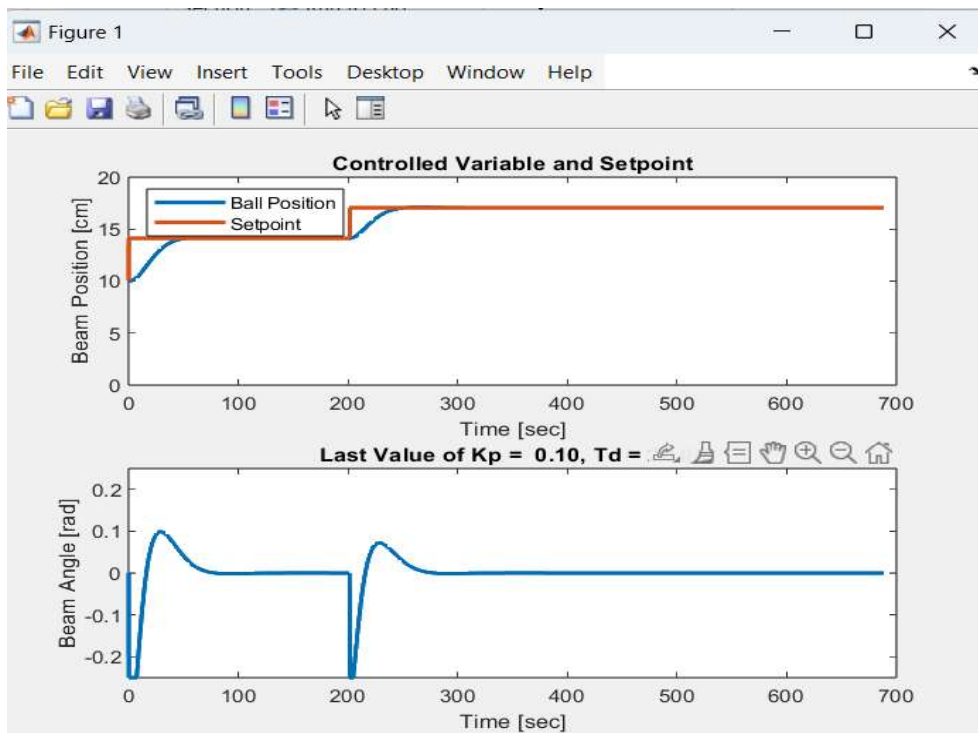 Figure 1
File Edit View Insert Tools Desktop Window Help
Controlled Variable and Setpoint
Ball Position
Setpoint
Beam Position [cm]
20
15
10
5
0
0 100 200 300 400 500 600 700
Time [sec]
Last Value of Kp = 0.10, Td =
Beam Angle [rad]
0.2
0.1
0
-0.1
-0.2
0 100 200 300 400 500 600 700
Time [sec]